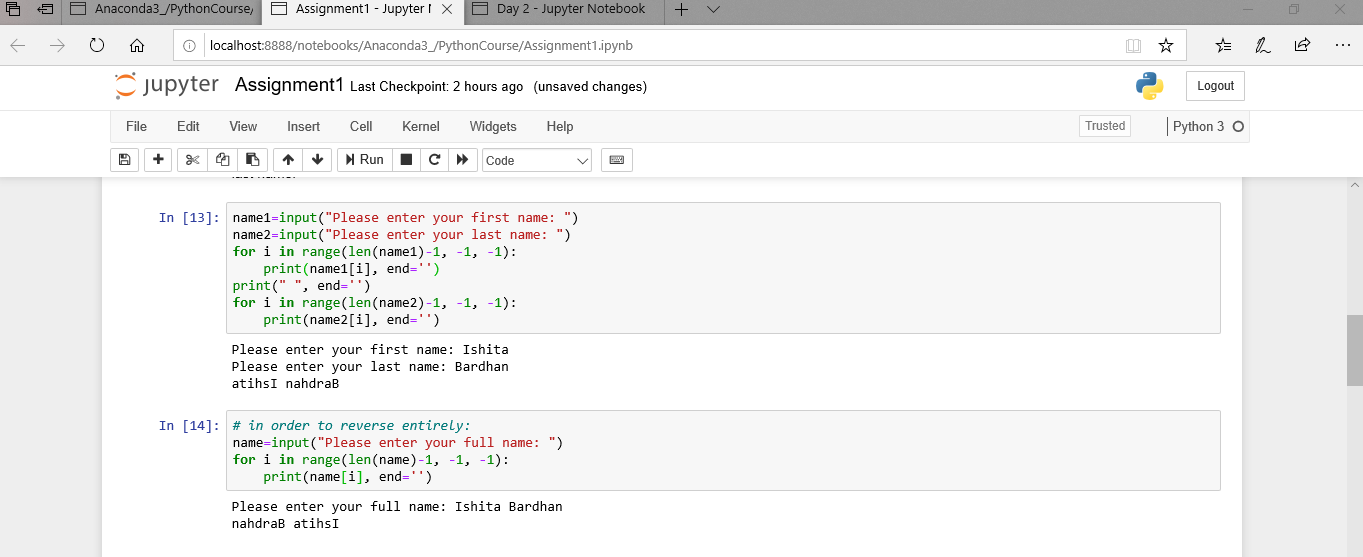 Anaconda3_/PythonCourse/
Assignment1 - Jupyter
Day 2 - Jupyter Notebook
localhost:8888/notebooks/Anaconda3_/PythonCourse/Assignment1.ipynb
jupyter Assignment1 Last Checkpoint: 2 hours ago (unsaved changes)
Logout
File Edit View Insert Cell Kernel Widgets Help
Trusted
Python 3
Run
Code
In [13]: name1=input("Please enter your first name: ")
name2=input("Please enter your last name: ")
for i in range(len(name1)-1, -1, -1):
    print(name1[i], end='')
print(" ", end='')
for i in range(len(name2)-1, -1, -1):
    print(name2[i], end='')
Please enter your first name: Ishita
Please enter your last name: Bardhan
atihsI nahdraB
In [14]: # in order to reverse entirely:
name=input("Please enter your full name: ")
for i in range(len(name)-1, -1, -1):
    print(name[i], end='')
Please enter your full name: Ishita Bardhan
nahdraB atihsI